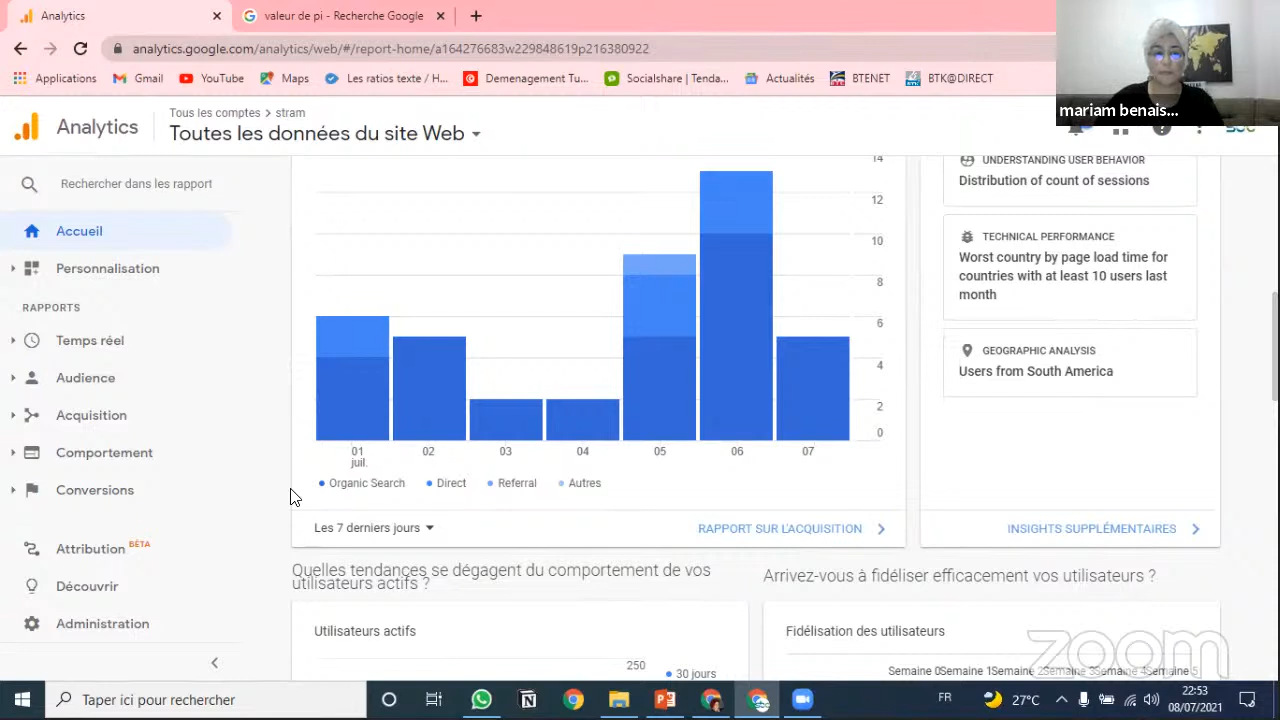 Analytics
valeur de pi - Recherche Google
analytics.google.com/analytics/web/#/report-home/a164276683w229848619p216380922
Applications
Gmail
YouTube
Maps
Les ratios texte / H...
Demenagement Tu...
Socialshare | Tenda...
Actualités
BTENET
BTK@DIRECT
mariam benais...
Analytics
Tous les comptes > stram
Toutes les données du site Web
Rechercher dans les rapport
Accueil
Personnalisation
RAPPORTS
Temps réel
Audience
Acquisition
Comportement
Conversions
Attribution BÊTA
Découvrir
Administration
14
12
10
8
6
4
2
0
01 02 03 04 05 06 07
juil.
Organic Search Direct Referral Autres
Les 7 derniers jours
RAPPORT SUR L'ACQUISITION
UNDERSTANDING USER BEHAVIOR
Distribution of count of sessions
TECHNICAL PERFORMANCE
Worst country by page load time for
countries with at least 10 users last
month
GEOGRAPHIC ANALYSIS
Users from South America
INSIGHTS SUPPLÉMENTAIRES
Quelles tendances se dégagent du comportement de vos
utilisateurs actifs ?
Utilisateurs actifs
250
30 jours
Arrivez-vous à fidéliser efficacement vos utilisateurs ?
Fidélisation des utilisateurs
Semaine 0Semaine 1Semaine 2Semaine 3Semaine 4Semaine 5
zoom
Taper ici pour rechercher
FR
27°C
22:53
08/07/2021